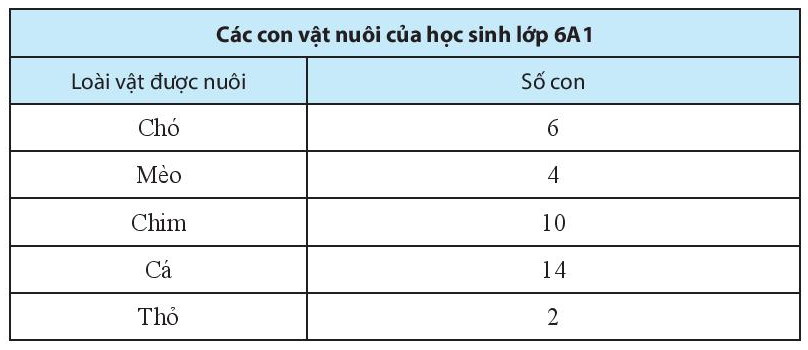 Các con vật nuôi của học sinh lớp 6A1
Loài vật được nuôi Số con
Chó 6
Mèo 4
Chim 10
Cá 14
Thỏ 2